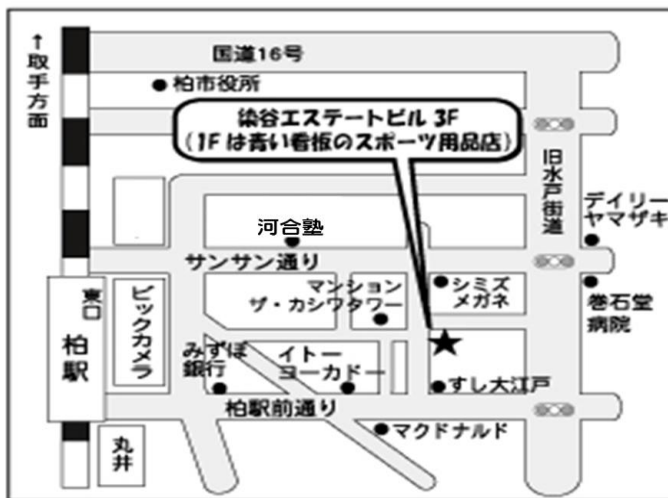 国道16号
↑取手方面
柏市役所
染谷エステートビル 3F
(1Fは青い看板のスポーツ用品店)
旧水戸街道
デイリー
ヤマザキ
河合塾
サンサン通り
マンション
ザ・カシワタワー
シミズ
メガネ
巻石堂
病院
東口
柏駅
ビックカメラ
みずほ
銀行
イトー
ヨーカドー
すし大江戸
柏駅前通り
マクドナルド
丸井